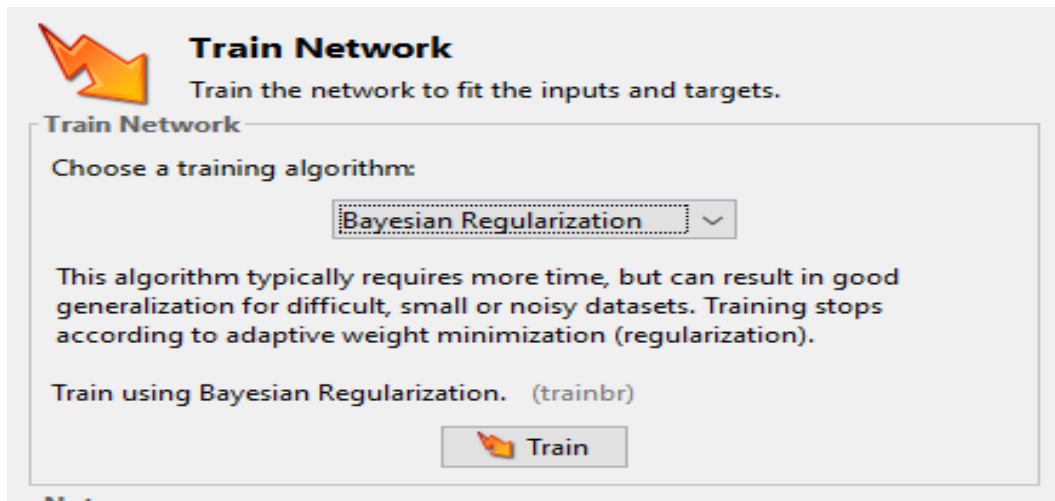 Train Network
Train the network to fit the inputs and targets.
Train Network
Choose a training algorithm:
Bayesian Regularization
This algorithm typically requires more time, but can result in good
generalization for difficult, small or noisy datasets. Training stops
according to adaptive weight minimization (regularization).
Train using Bayesian Regularization. (trainbr)
Train